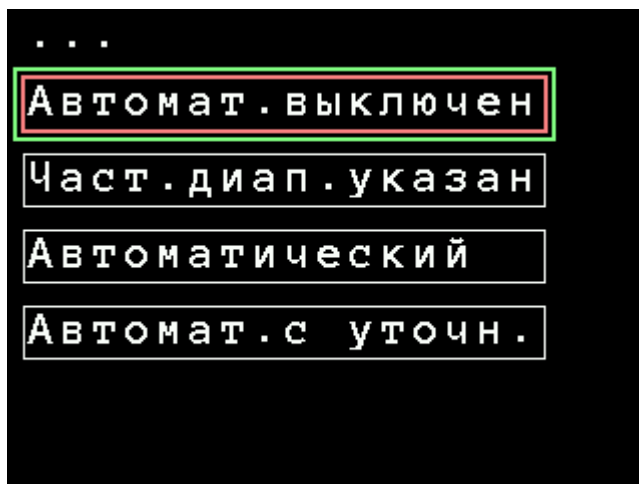 ...
Автомат.выключен
Част.диап.указан
Автоматический
Автомат.с уточн.